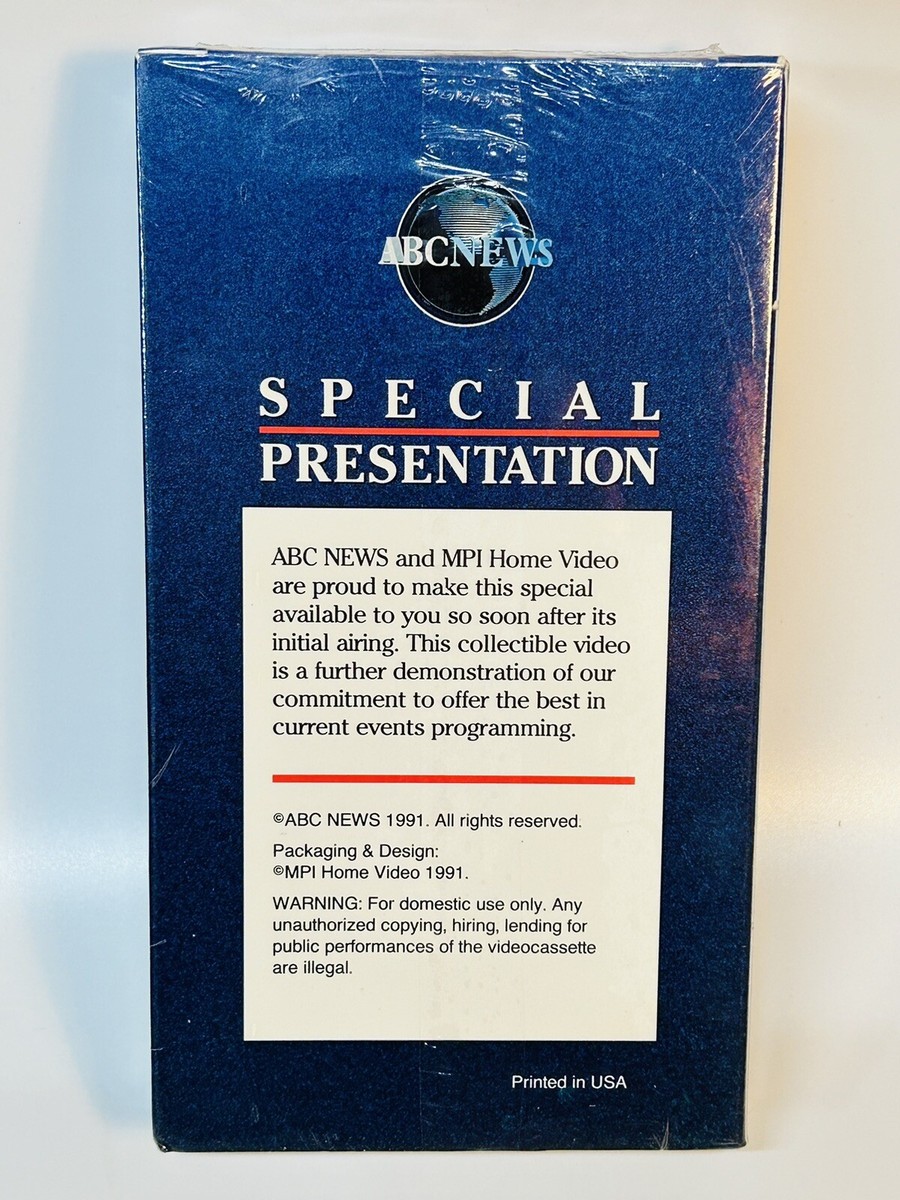 ABCNEWS
SPECIAL
PRESENTATION
ABC NEWS and MPI Home Video
are proud to make this special
available to you so soon after its
initial airing. This collectible video
is a further demonstration of our
commitment to offer the best in
current events programming.
©ABC NEWS 1991. All rights reserved.
Packaging & Design:
©MPI Home Video 1991.
WARNING: For domestic use only. Any
unauthorized copying, hiring, lending for
public performances of the videocassette
are illegal.
Printed in USA